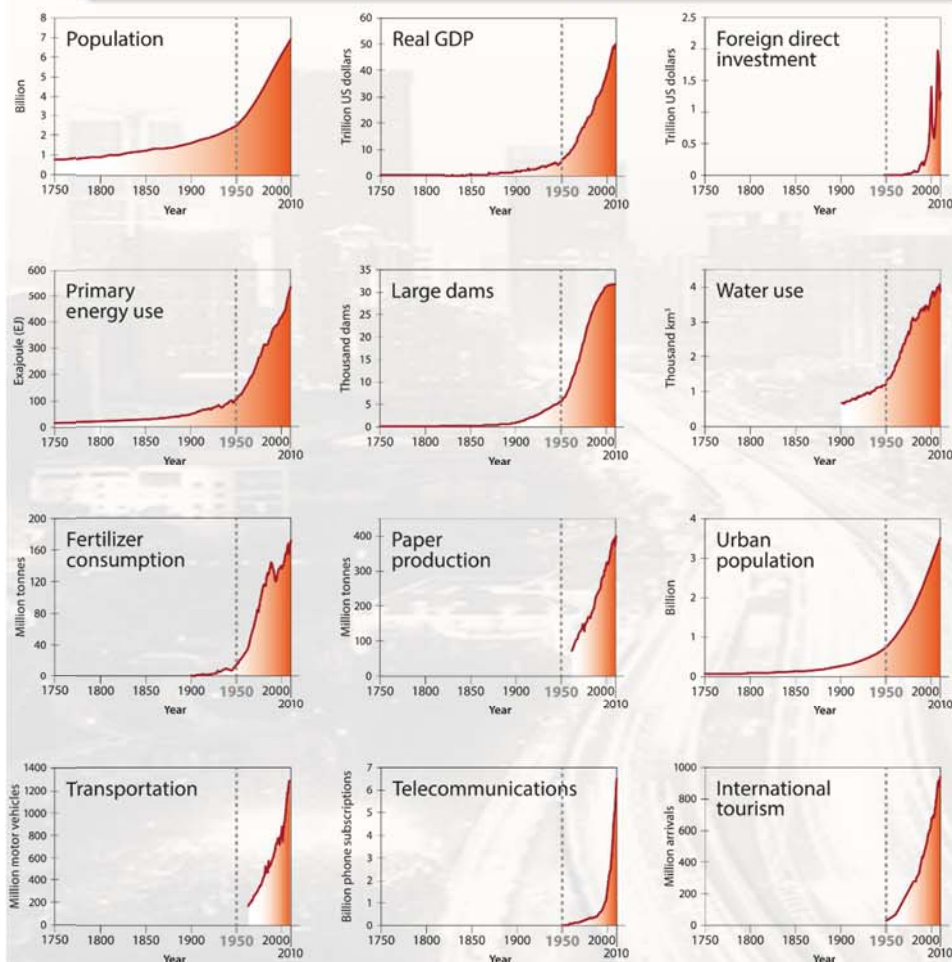 Population
Billion
8
7
6
5
4
3
2
1
0
1750 1800 1850 1900 1950 2000
2010
Year
Real GDP
Trillion US dollars
60
50
40
30
20
10
0
1750 1800 1850 1900 1950 2000
2010
Year
Foreign direct
investment
Trillion US dollars
2.5
2
1.5
1
0.5
0
1750 1800 1850 1900 1950 2000
2010
Year
Primary
energy use
Exajoule (EJ)
600
500
400
300
200
100
0
1750 1800 1850 1900 1950 2000
2010
Year
Large dams
Thousand dams
35
30
25
20
15
10
5
0
1750 1800 1850 1900 1950 2000
2010
Year
Water use
Thousand km³
4
3
2
1
0
1750 1800 1850 1900 1950 2000
2010
Year
Fertilizer
consumption
Million tonnes
200
160
120
80
40
0
1750 1800 1850 1900 1950 2000
2010
Year
Paper
production
Million tonnes
400
300
200
100
0
1750 1800 1850 1900 1950 2000
2010
Year
Urban
population
Billion
4
3
2
1
0
1750 1800 1850 1900 1950 2000
2010
Year
Transportation
Million motor vehicles
1400
1200
1000
800
600
400
200
0
1750 1800 1850 1900 1950 2000
2010
Year
Telecommunications
Billion phone subscriptions
7
6
5
4
3
2
1
0
1750 1800 1850 1900 1950 2000
2010
Year
International
tourism
Million arrivals
1000
800
600
400
200
0
1750 1800 1850 1900 1950 2000
2010
Year